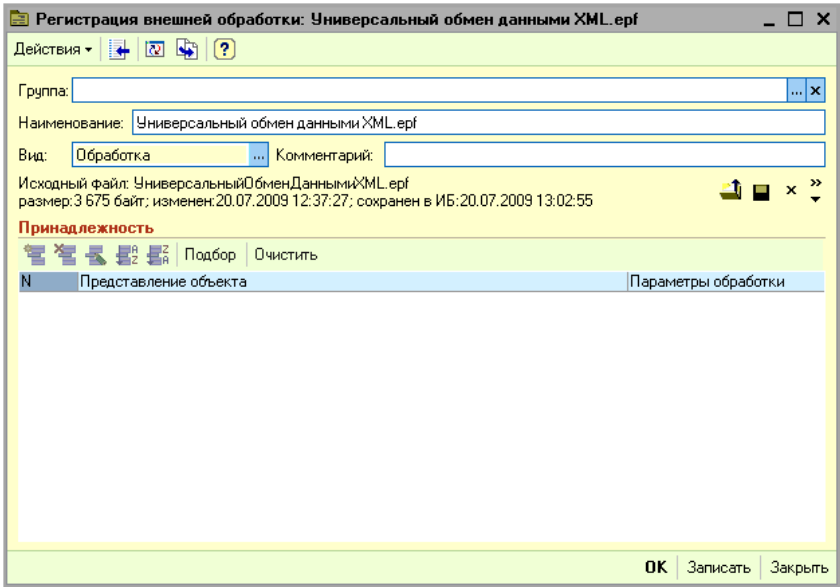 Регистрация внешней обработки: Универсальный обмен данными XML.epf
Действия
Группа:
Наименование: Универсальный обмен данными XML.epf
Вид: Обработка ... Комментарий:
Исходный файл: УниверсальныйОбменДаннымиXML.epf
размер:3 675 байт; изменен:20.07.2009 12:37:27; сохранен в ИБ:20.07.2009 13:02:55
Принадлежность
Подбор Очистить
N Представление объекта Параметры обработки
OK Записать Закрыть